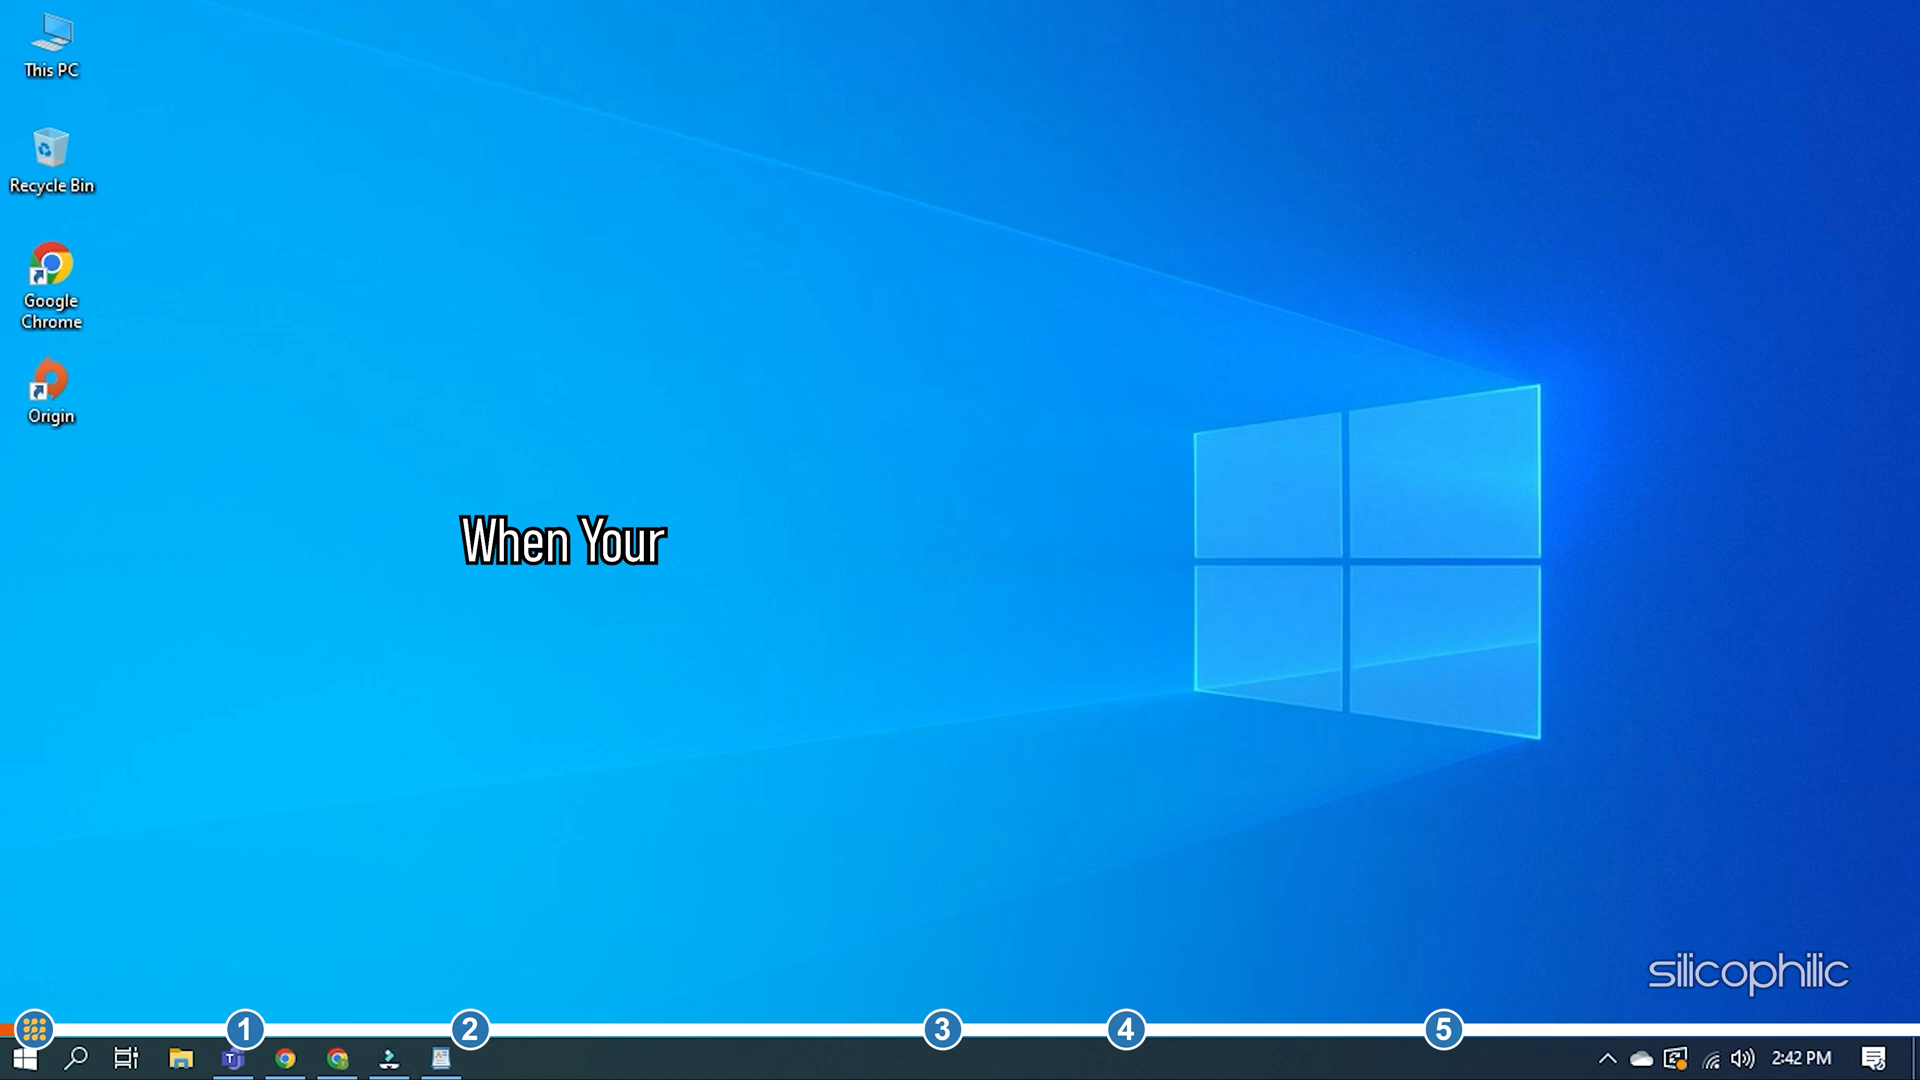 This PC
Recycle Bin
Google
Chrome
Origin
When Your
silicophilic
1
2
3
4
5
2:42 PM